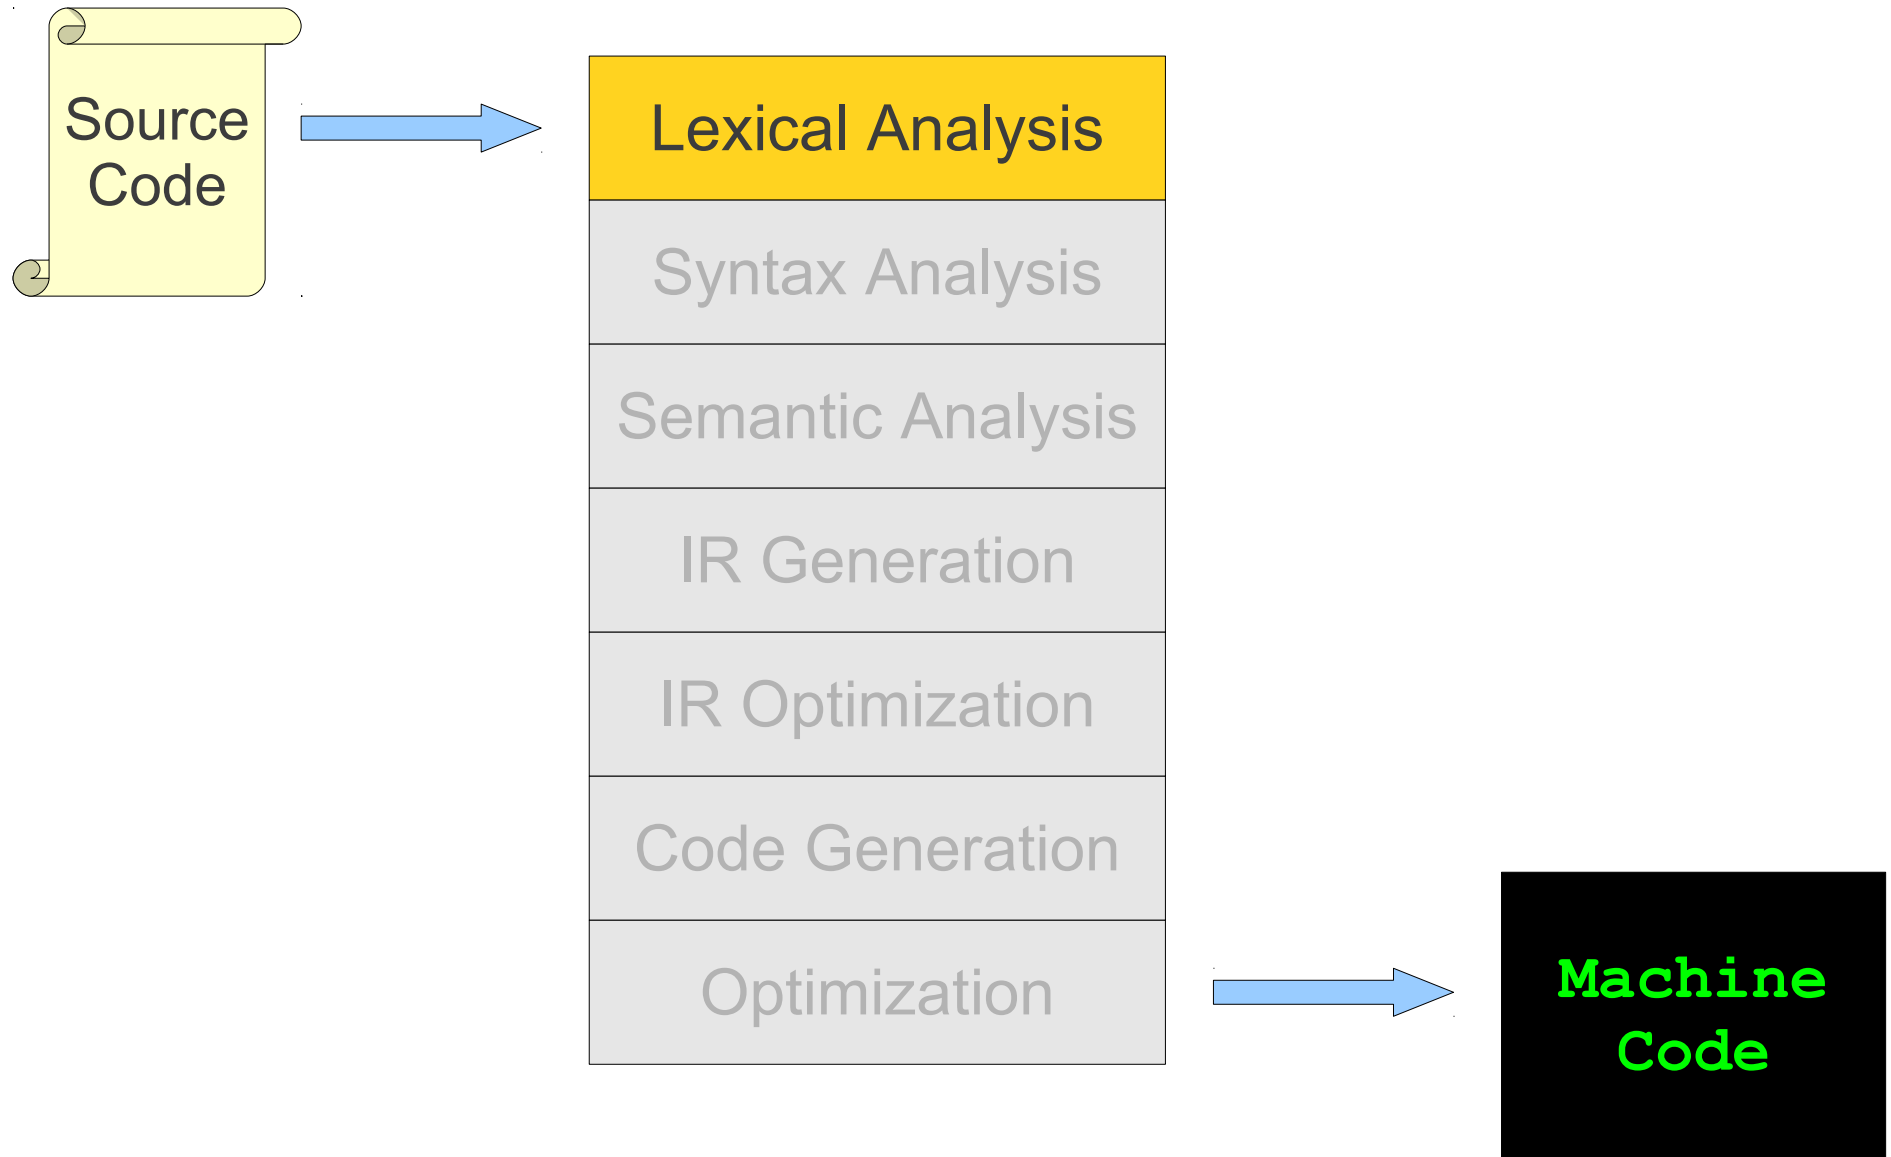 Source
Code
Lexical Analysis
Syntax Analysis
Semantic Analysis
IR Generation
IR Optimization
Code Generation
Optimization
Machine
Code